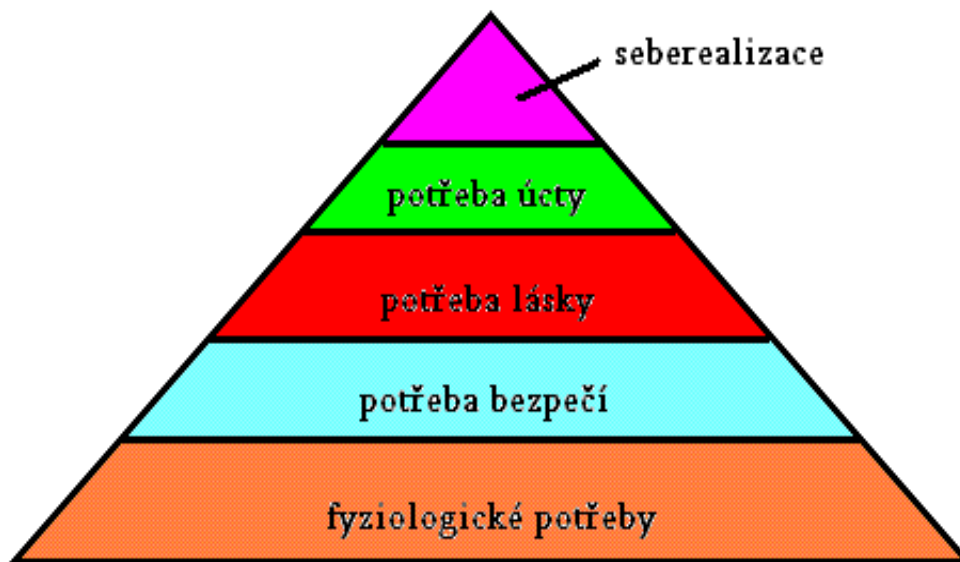 seberealizace
potřeba úcty
potřeba lásky
potřeba bezpečí
fyziologické potřeby